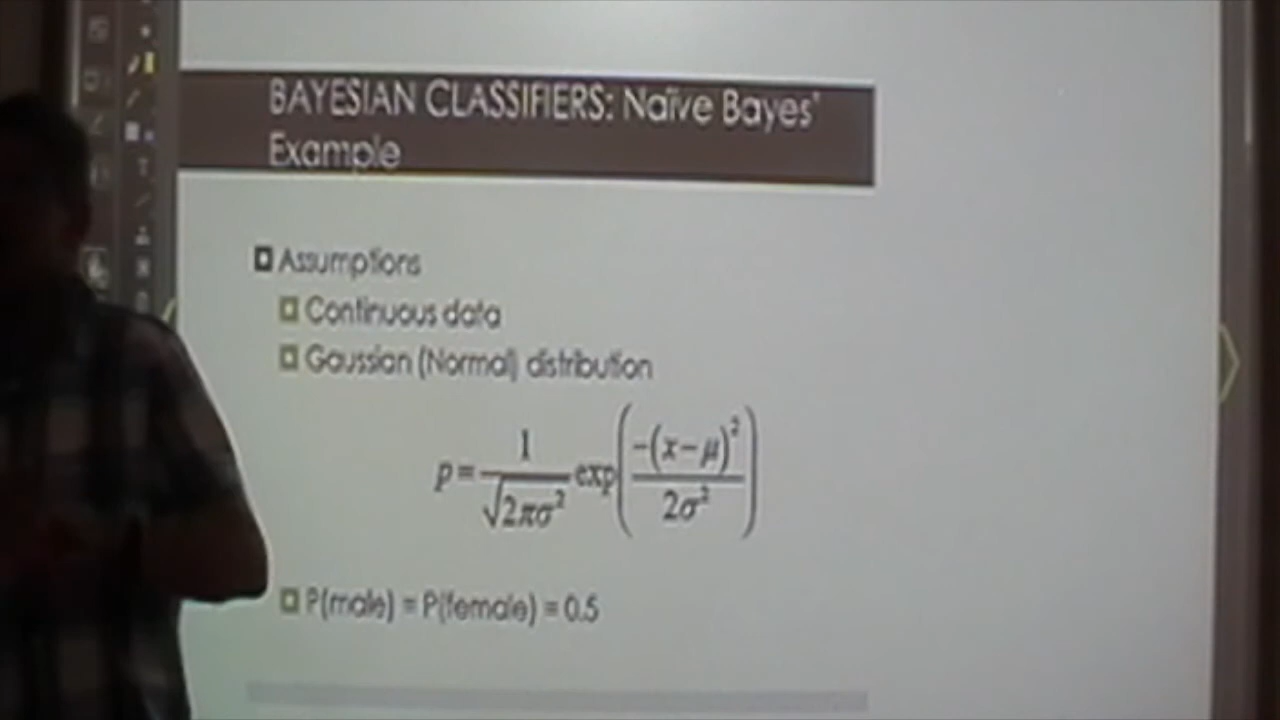 BAYESIAN CLASSIFIERS: Naïve Bayes'
Example
Assumptions
Continuous data
Gaussian (Normal) distribution
p = 1/√(2πσ²) exp(−(x−μ)²/2σ²)
P(male) = P(female) = 0.5